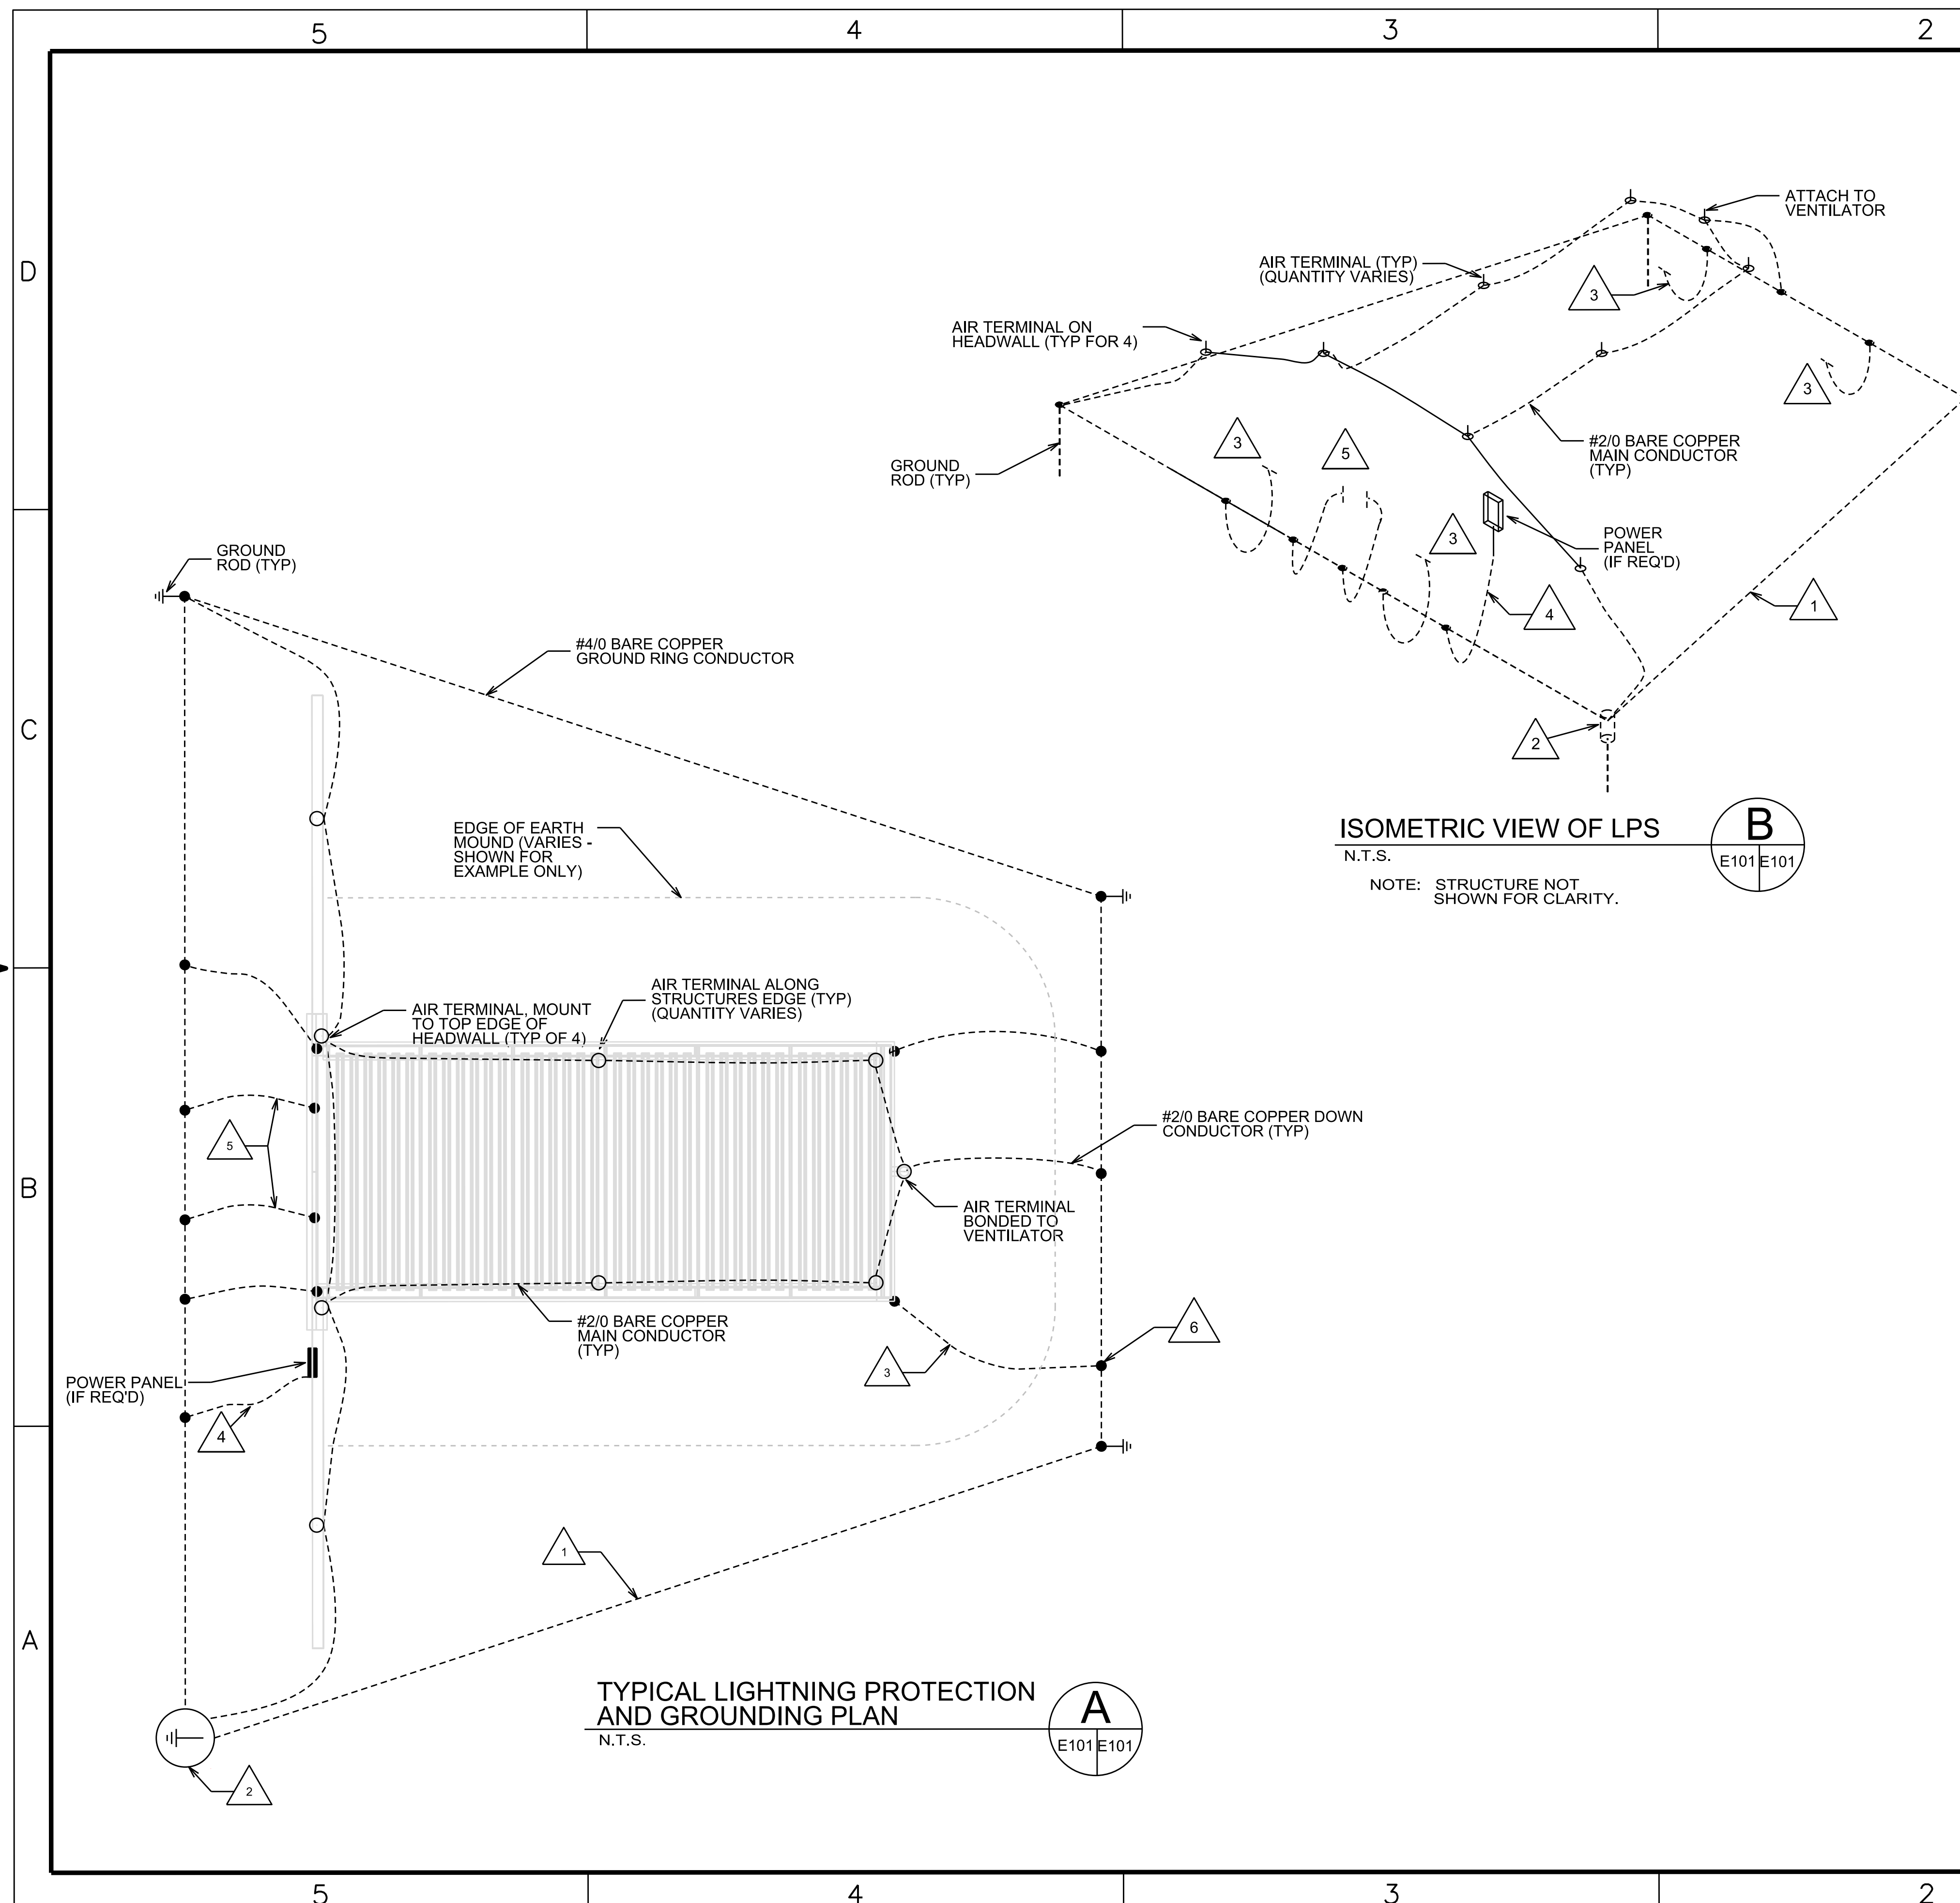 5 4 3 2
D
C
B
A
ATTACH TO
VENTILATOR
AIR TERMINAL (TYP)
(QUANTITY VARIES)
3
AIR TERMINAL ON
HEADWALL (TYP FOR 4)
3
#2/0 BARE COPPER
MAIN CONDUCTOR
(TYP)
3
5
GROUND
ROD (TYP)
3
POWER
PANEL
(IF REQ'D)
4
1
2
ISOMETRIC VIEW OF LPS
N.T.S.
B
E101 E101
NOTE: STRUCTURE NOT
SHOWN FOR CLARITY.
GROUND
ROD (TYP)
#4/0 BARE COPPER
GROUND RING CONDUCTOR
EDGE OF EARTH
MOUND (VARIES -
SHOWN FOR
EXAMPLE ONLY)
AIR TERMINAL, MOUNT
TO TOP EDGE OF
HEADWALL (TYP OF 4)
AIR TERMINAL ALONG
STRUCTURES EDGE (TYP)
(QUANTITY VARIES)
5
#2/0 BARE COPPER DOWN
CONDUCTOR (TYP)
AIR TERMINAL
BONDED TO
VENTILATOR
#2/0 BARE COPPER
MAIN CONDUCTOR
(TYP)
6
3
POWER PANEL
(IF REQ'D)
4
1
2
TYPICAL LIGHTNING PROTECTION
AND GROUNDING PLAN
N.T.S.
A
E101 E101
5 4 3 2